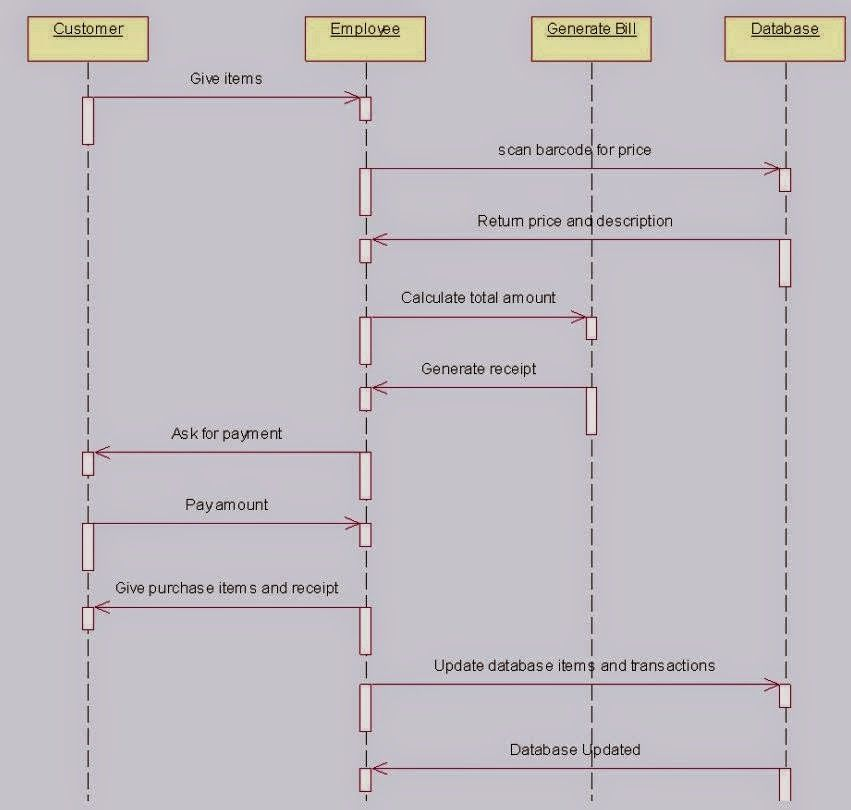 Customer
Employee
Generate Bill
Database
Give items
scan barcode for price
Return price and description
Calculate total amount
Generate receipt
Ask for payment
Pay amount
Give purchase items and receipt
Update database items and transactions
Database Updated